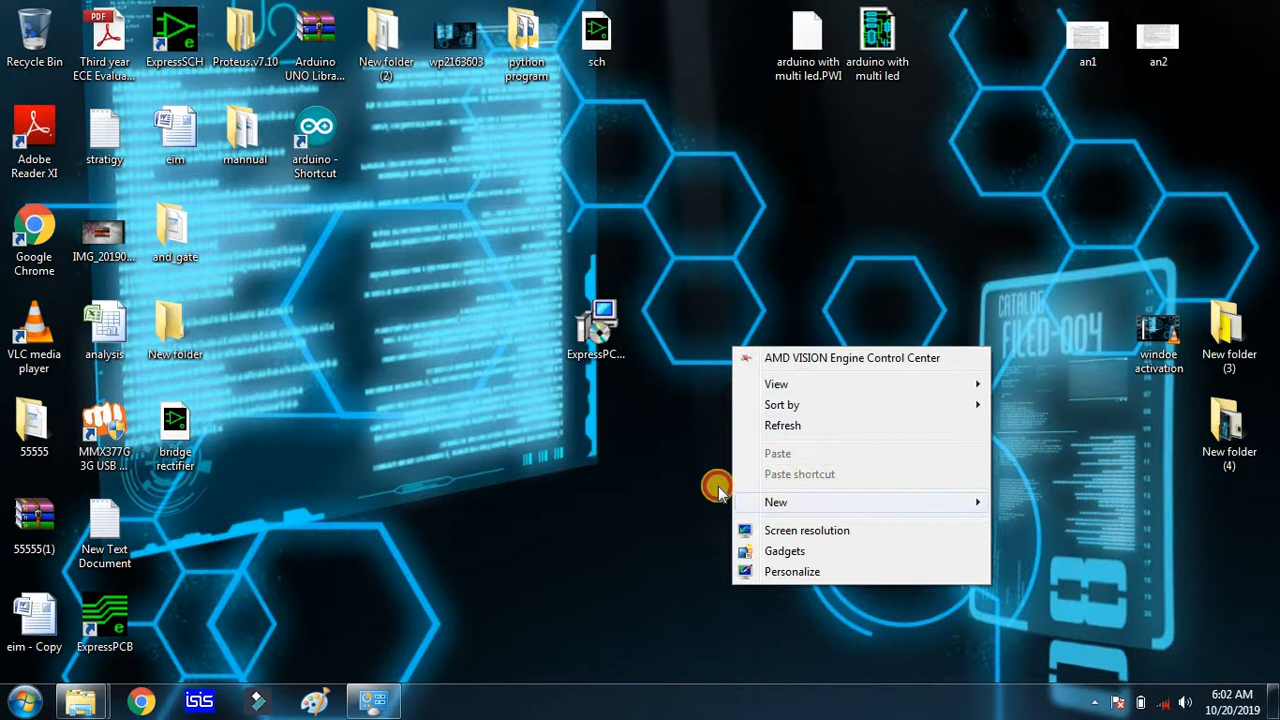 Recycle Bin
PDF
Third year
ECE Evalua...
ExpressSCH
Proteus.v7.10
Arduino
UNO Libra...
New folder
(2)
wp2163603
python
program
sch
arduino with
multi led.PWI
arduino with
multi led
an1
an2
Adobe
Reader XI
stratigy
eim
mannual
arduino -
Shortcut
Google
Chrome
IMG_20190...
and_gate
VLC media
player
analysis
New folder
ExpressPC...
windoe
activation
New folder
(3)
55555
MMX377G
3G USB ...
bridge
rectifier
New folder
(4)
55555(1)
New Text
Document
eim - Copy
ExpressPCB
CATALOG
FILER-004
AMD VISION Engine Control Center
View
Sort by
Refresh
Paste
Paste shortcut
New
Screen resolution
Gadgets
Personalize
isis
6:02 AM
10/20/2019